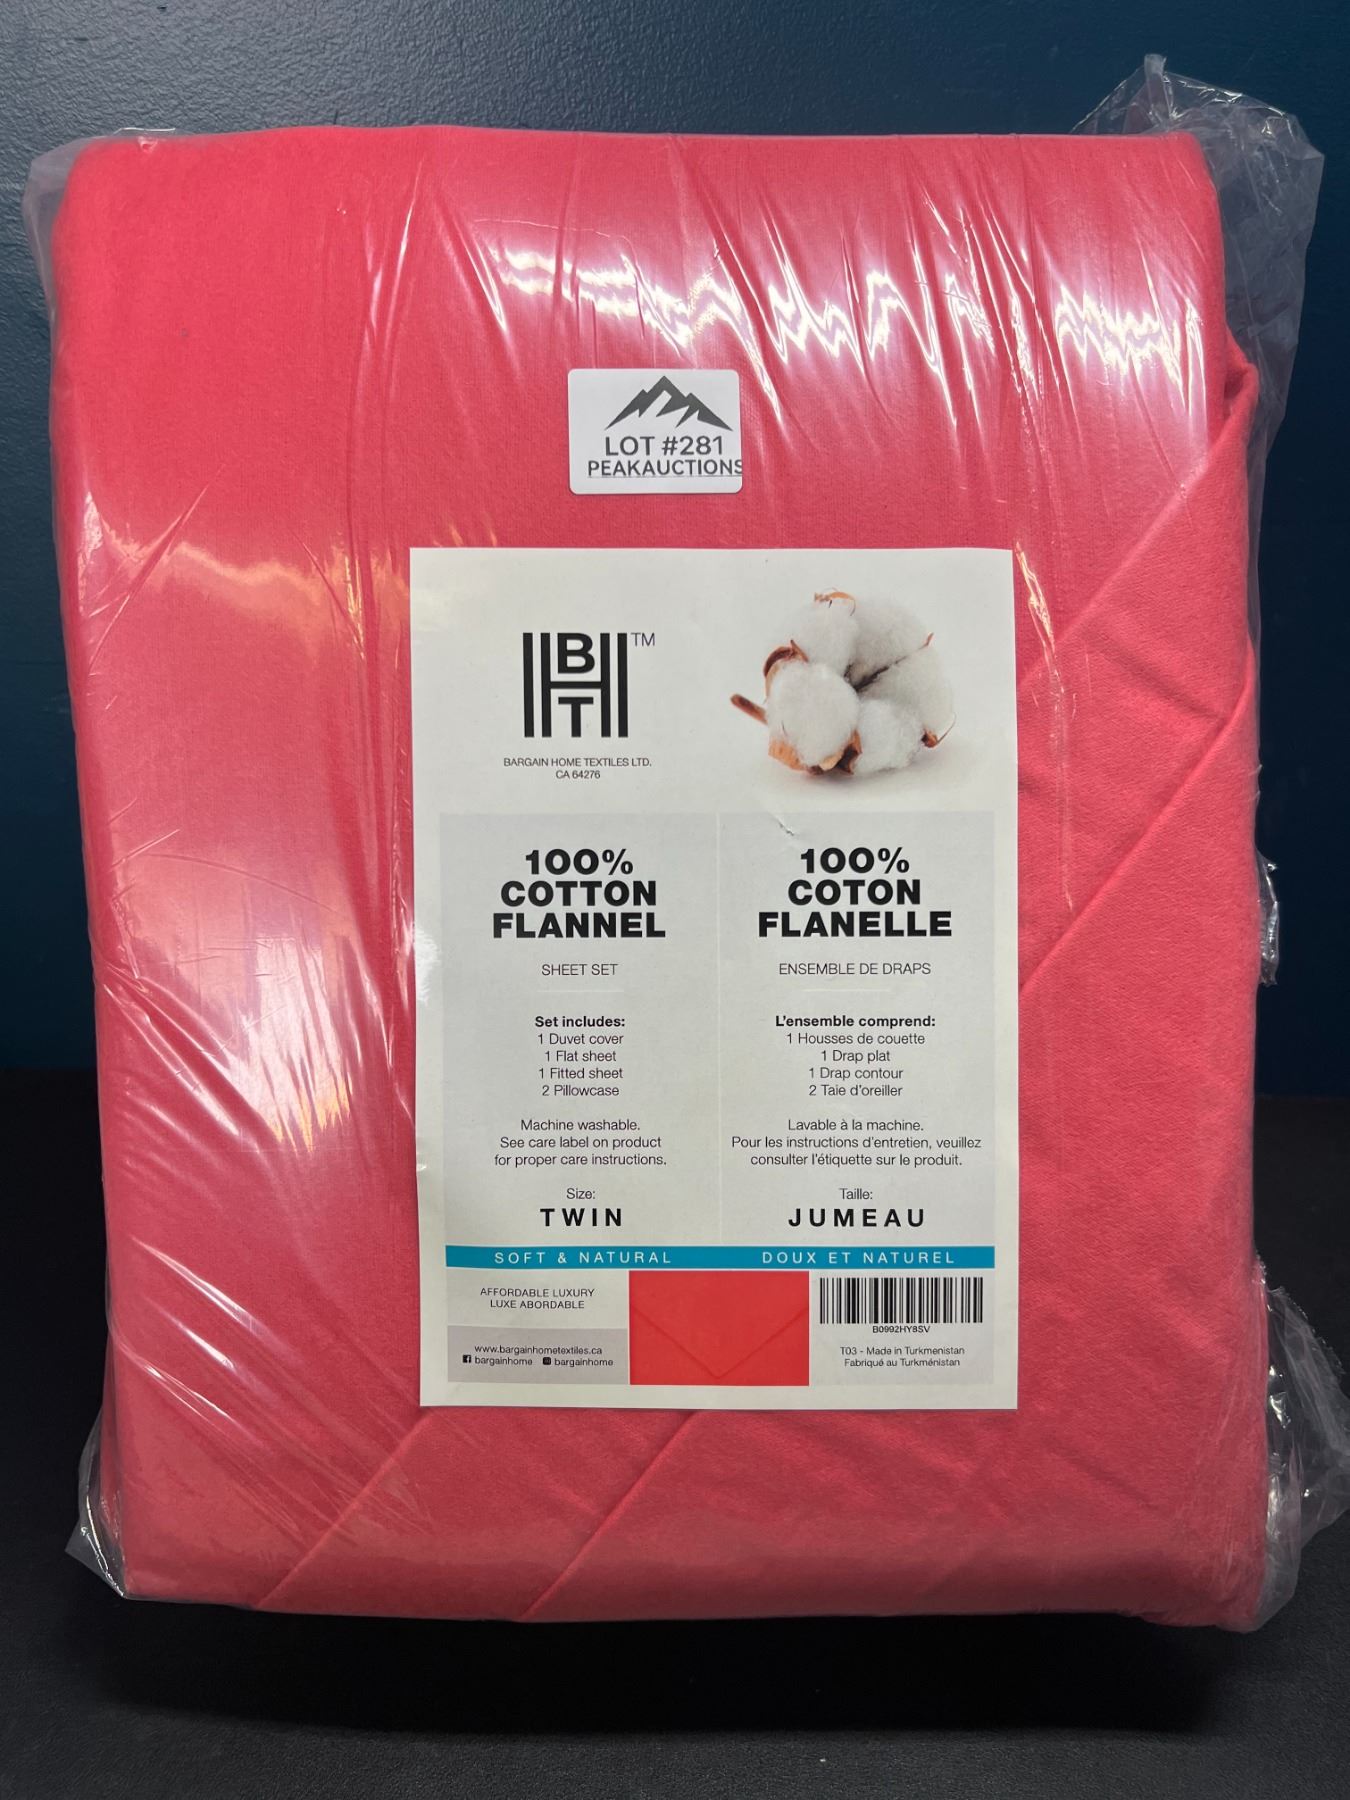 LOT #281
PEAKAUCTIONS
BHT™
BARGAIN HOME TEXTILES LTD.
CA 64276
100%
COTTON
FLANNEL
SHEET SET
Set includes:
1 Duvet cover
1 Flat sheet
1 Fitted sheet
2 Pillowcase
Machine washable.
See care label on product
for proper care instructions.
Size:
TWIN
100%
COTON
FLANELLE
ENSEMBLE DE DRAPS
L'ensemble comprend:
1 Housses de couette
1 Drap plat
1 Drap contour
2 Taie d'oreiller
Lavable à la machine.
Pour les instructions d'entretien, veuillez
consulter l'étiquette sur le produit.
Taille:
JUMEAU
SOFT & NATURAL
DOUX ET NATUREL
AFFORDABLE LUXURY
LUXE ABORDABLE
www.bargainhometextiles.ca
bargainhome bargainhome
B0992HY8SV
T03 - Made in Turkmenistan
Fabriqué au Turkménistan